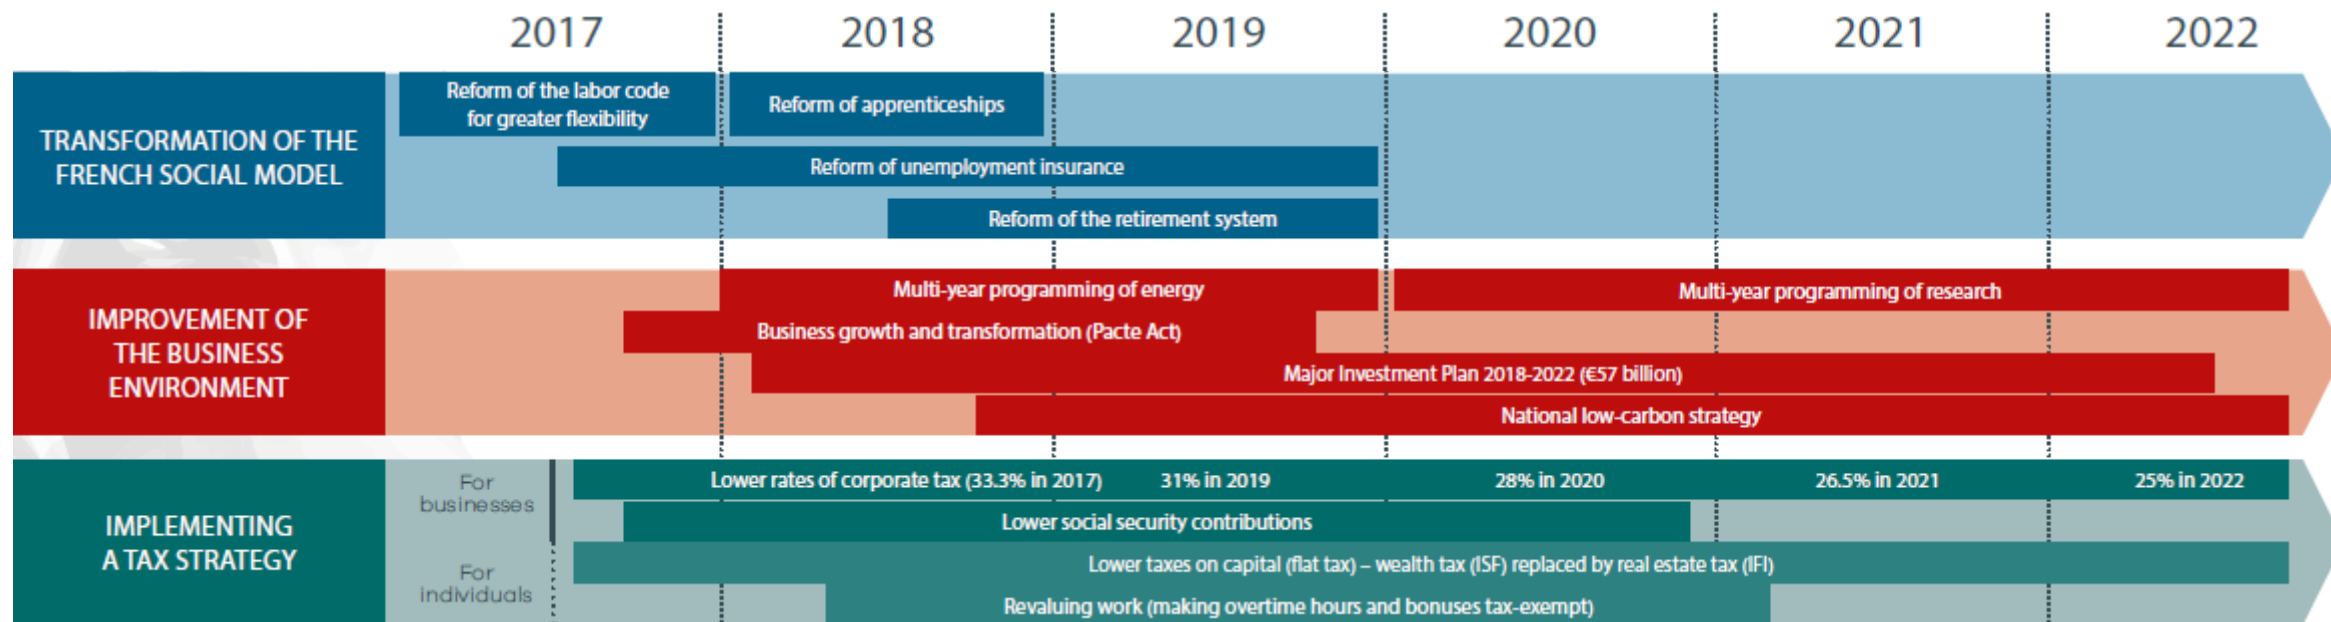 2017 2018 2019 2020 2021 2022
TRANSFORMATION OF THE
FRENCH SOCIAL MODEL
Reform of the labor code
for greater flexibility
Reform of apprenticeships
Reform of unemployment insurance
Reform of the retirement system
IMPROVEMENT OF
THE BUSINESS
ENVIRONMENT
Multi-year programming of energy
Multi-year programming of research
Business growth and transformation (Pacte Act)
Major Investment Plan 2018-2022 (€57 billion)
National low-carbon strategy
IMPLEMENTING
A TAX STRATEGY
For
businesses
Lower rates of corporate tax (33.3% in 2017) 31% in 2019 28% in 2020 26.5% in 2021 25% in 2022
Lower social security contributions
For
individuals
Lower taxes on capital (flat tax) – wealth tax (ISF) replaced by real estate tax (IFI)
Revaluing work (making overtime hours and bonuses tax-exempt)